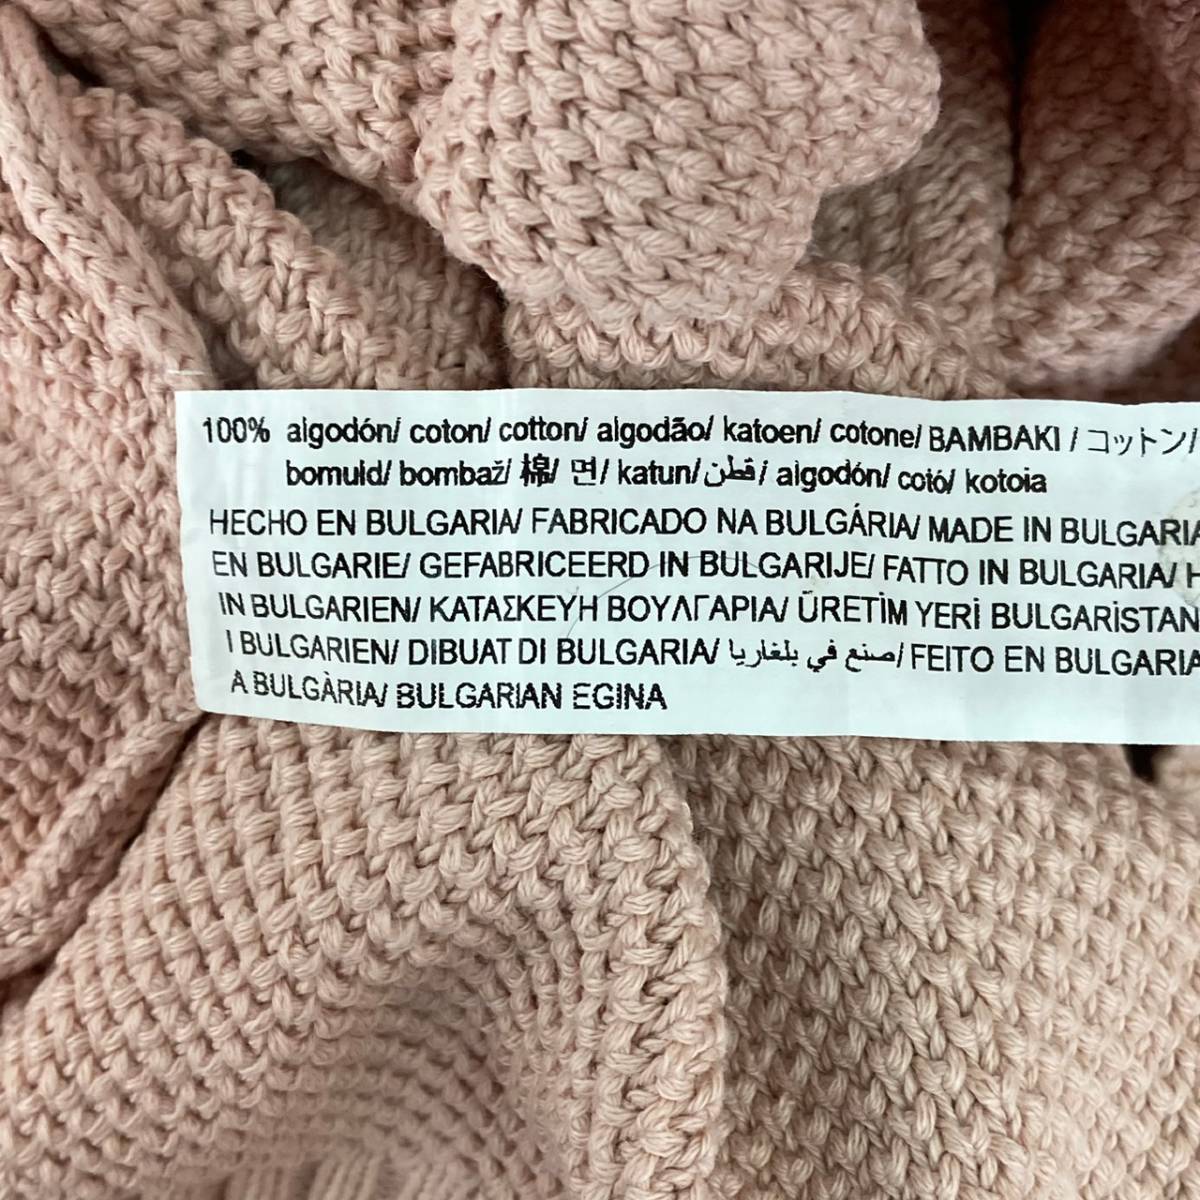 100% algodón/ coton/ cotton/ algodão/ katoen/ cotone/ BAMBAKI / コットン/
bomuld/ bombaž/ 棉/ 면/ katun/ قطن/ algodón/ cotó/ kotoia
HECHO EN BULGARIA/ FABRICADO NA BULGÁRIA/ MADE IN BULGARIA
EN BULGARIE/ GEFABRICEERD IN BULGARIJE/ FATTO IN BULGARIA/ H
IN BULGARIEN/ ΚΑΤΑΣΚΕΥΗ ΒΟΥΛΓΑΡΙΑ/ ÜRETİM YERİ BULGARİSTAN
I BULGARIEN/ DIBUAT DI BULGARIA/ صنع في بلغاريا/ FEITO EN BULGARIA
A BULGÀRIA/ BULGARIAN EGINA